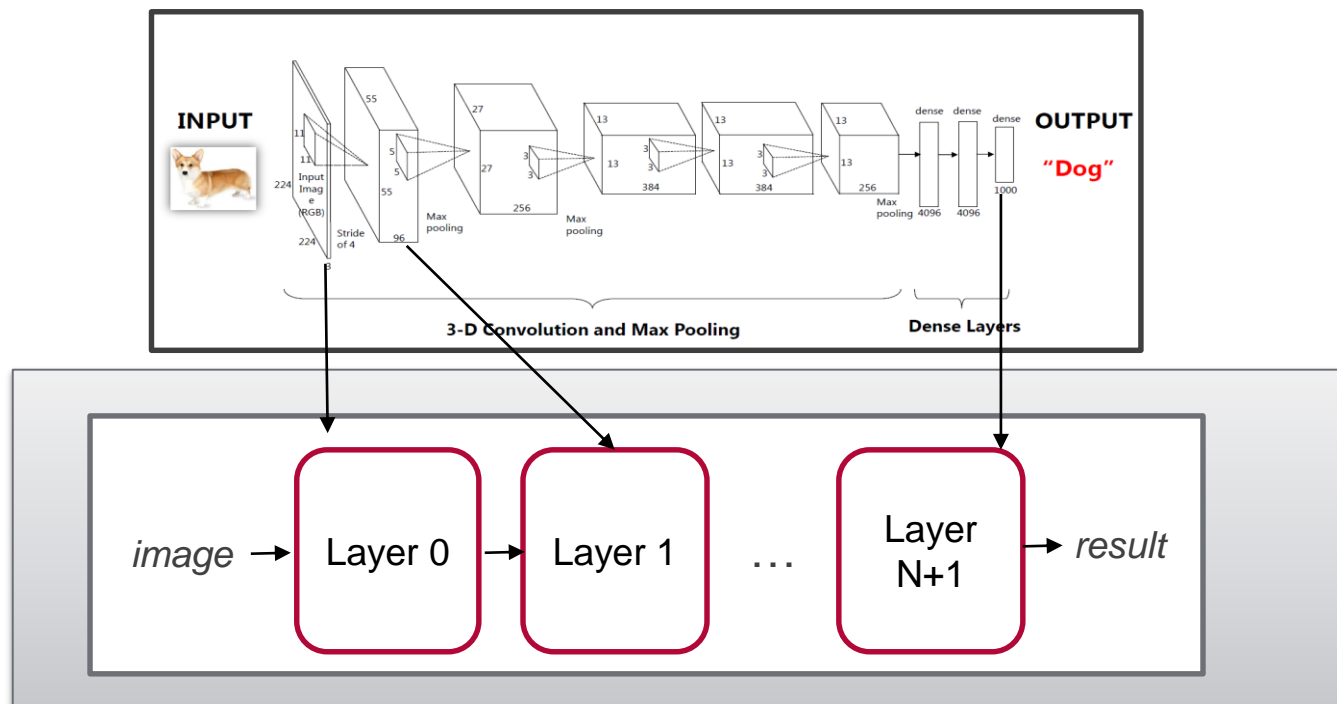 INPUT
224
224
3
11
11
Input
Imag
e
(RGB)
Stride
of 4
55
55
96
5
5
Max
pooling
27
27
256
3
3
Max
pooling
13
13
384
3
3
13
13
384
3
3
13
13
256
Max
pooling
dense
dense
dense
4096
4096
1000
OUTPUT
“Dog”
3-D Convolution and Max Pooling
Dense Layers
image
Layer 0
Layer 1
…
Layer
N+1
result